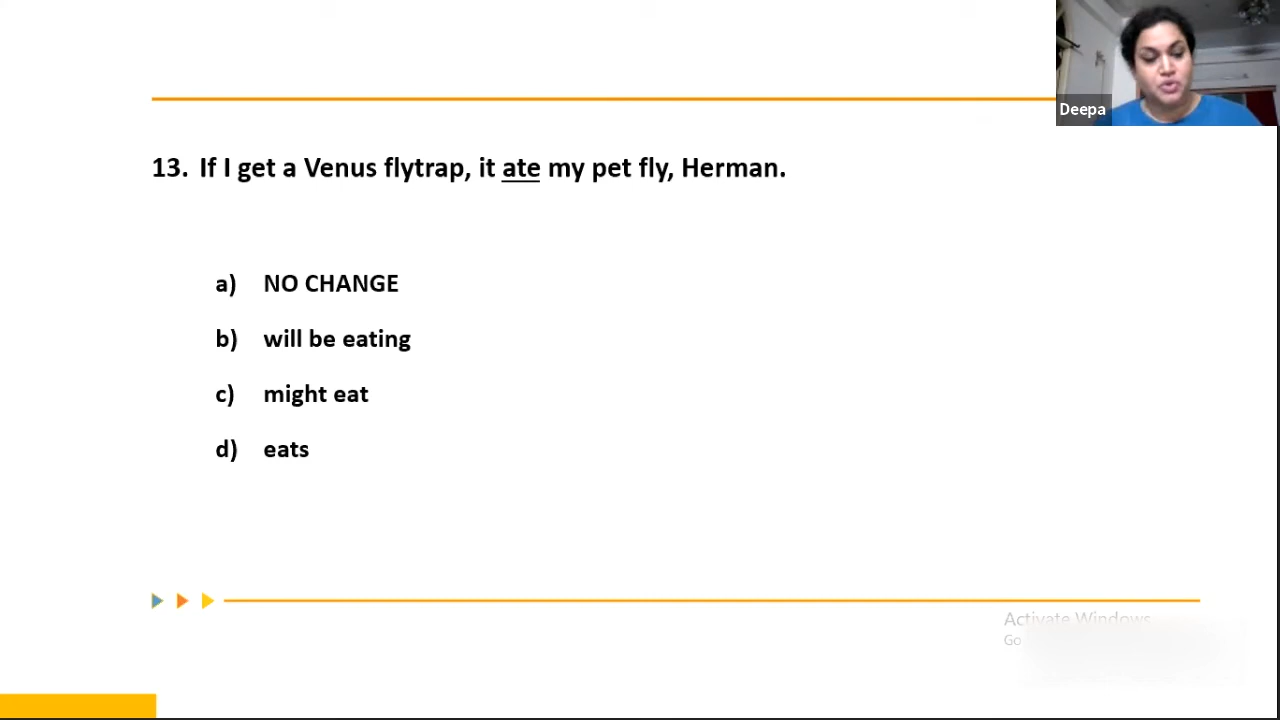 Deepa
13. If I get a Venus flytrap, it ate my pet fly, Herman.
a) NO CHANGE
b) will be eating
c) might eat
d) eats
Activate Windows
Go